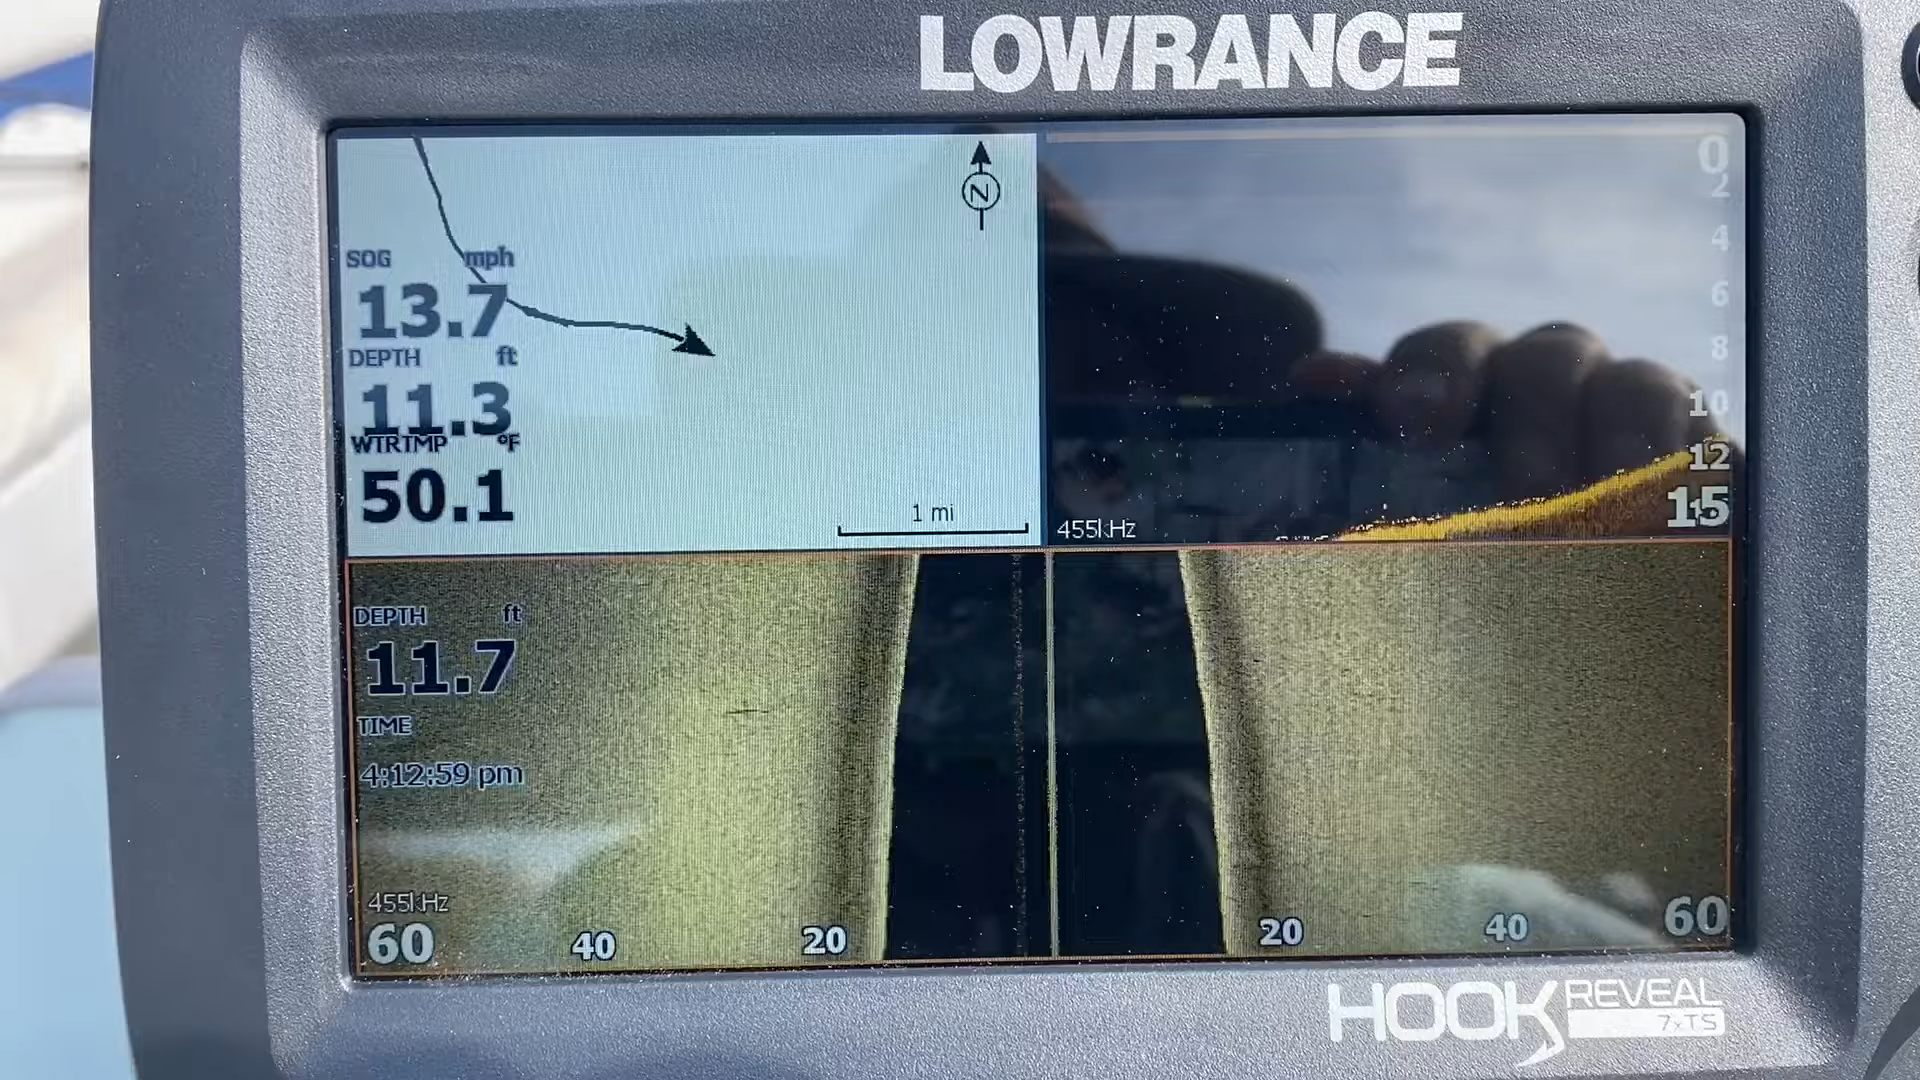 LOWRANCE
N
SOG mph
13.7
DEPTH ft
11.3
WTRTMP °F
50.1
1 mi
0
2
4
6
8
10
12
15
455kHz
DEPTH ft
11.7
TIME
4:12:59 pm
455kHz
60 40 20 20 40 60
HOOK REVEAL
7xTS